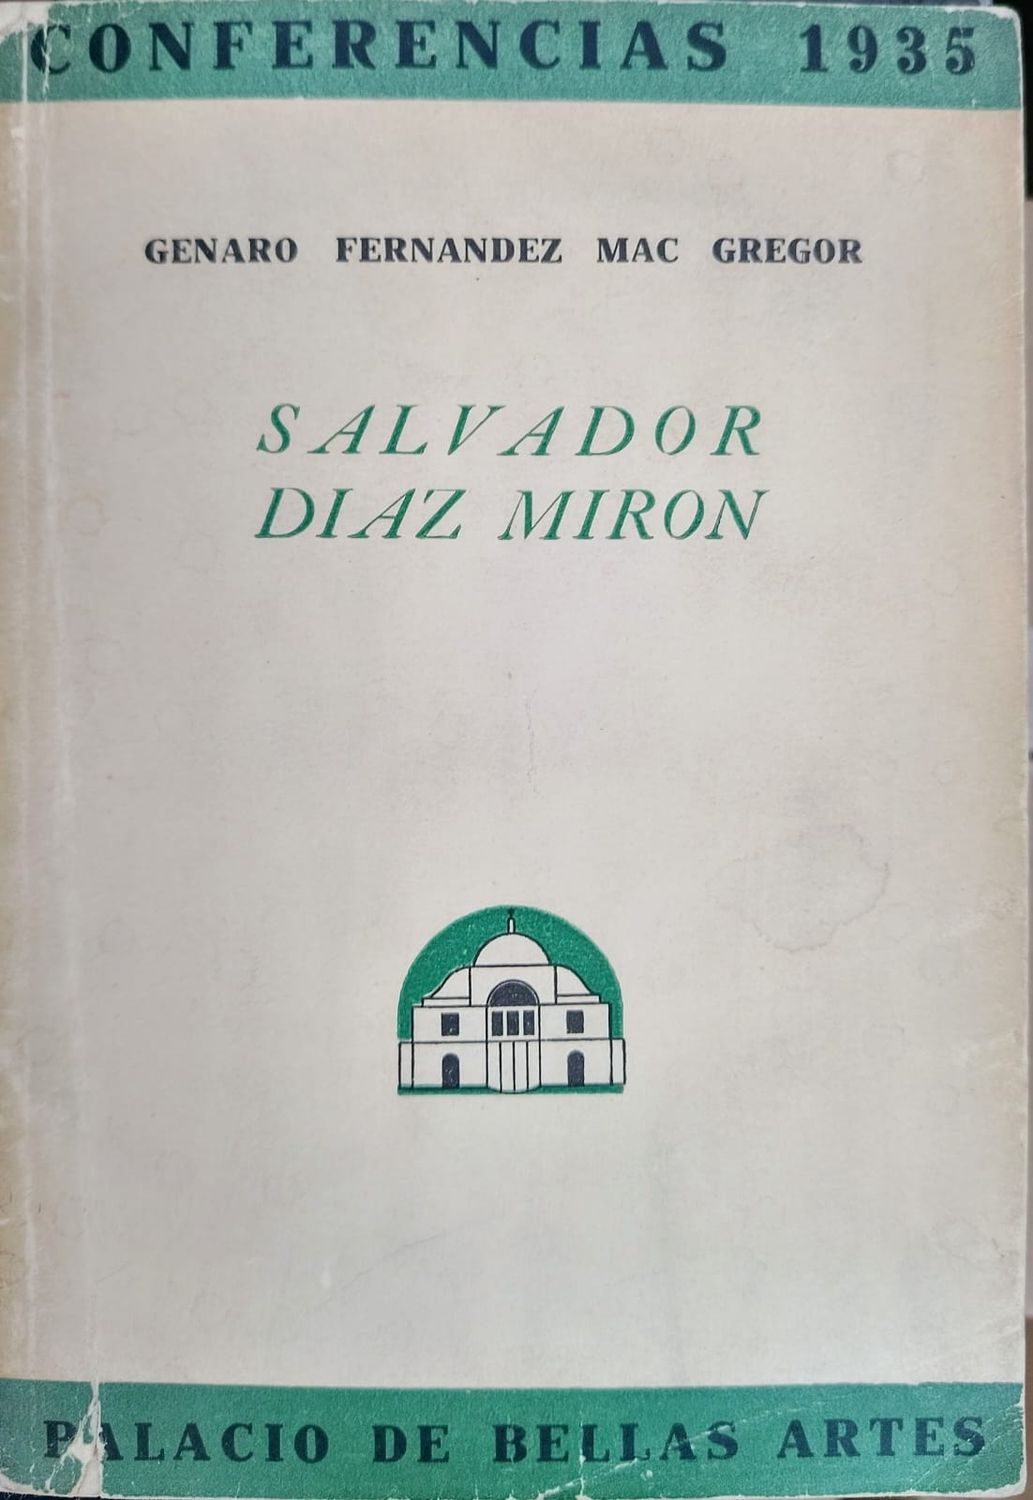 CONFERENCIAS 1935
GENARO FERNANDEZ MAC GREGOR
SALVADOR
DIAZ MIRON
PALACIO DE BELLAS ARTES